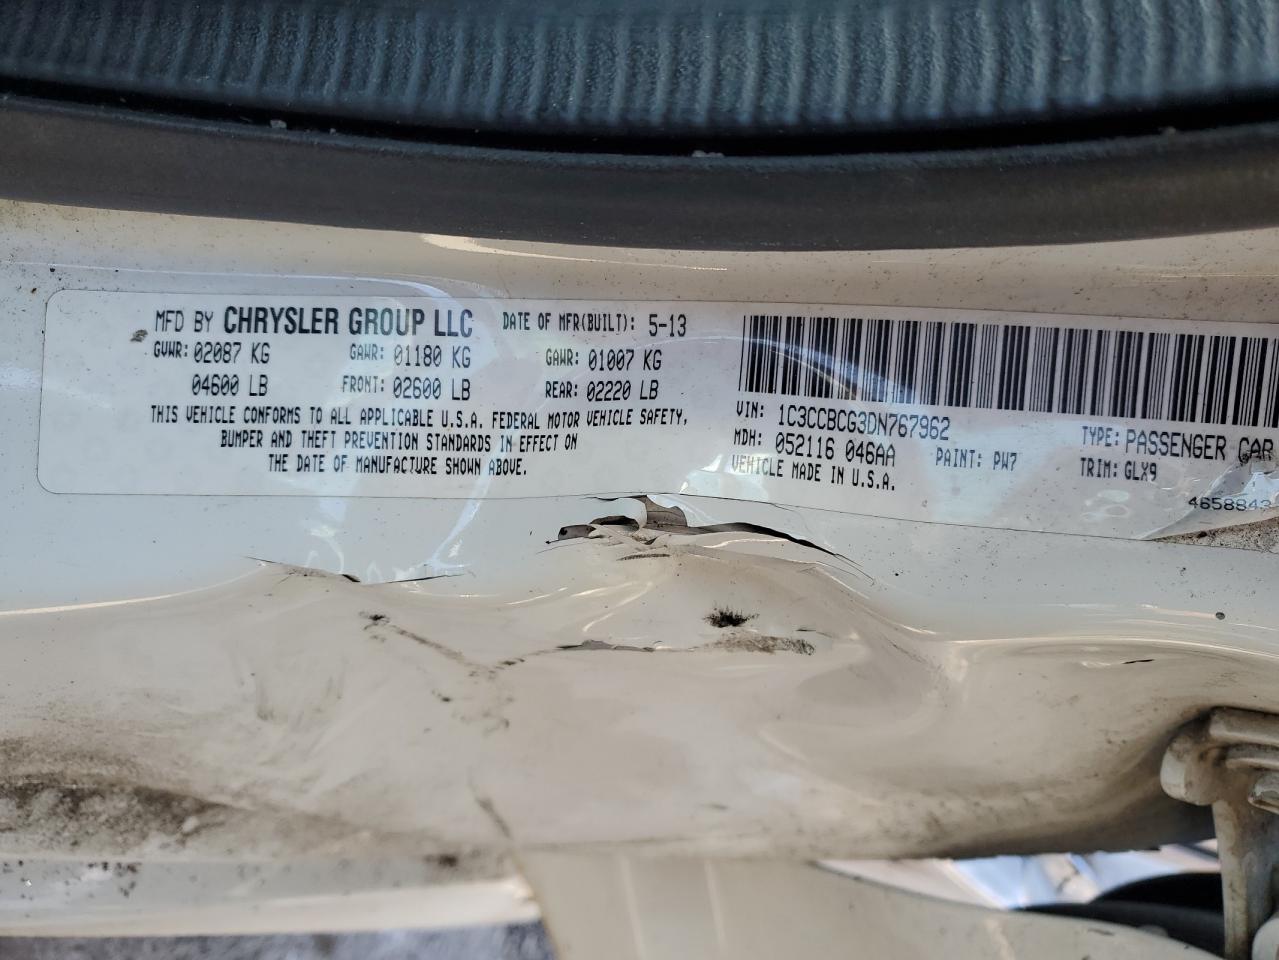 MFD BY CHRYSLER GROUP LLC DATE OF MFR(BUILT): 5-13
GVWR: 02087 KG GAWR: 01180 KG GAWR: 01007 KG
04600 LB FRONT: 02600 LB REAR: 02220 LB
THIS VEHICLE CONFORMS TO ALL APPLICABLE U.S.A. FEDERAL MOTOR VEHICLE SAFETY,
BUMPER AND THEFT PREVENTION STANDARDS IN EFFECT ON
THE DATE OF MANUFACTURE SHOWN ABOVE.
VIN: 1C3CCBCG3DN767962 TYPE: PASSENGER CAR
MDH: 052116 046AA PAINT: PW7 TRIM: GLX9
VEHICLE MADE IN U.S.A.